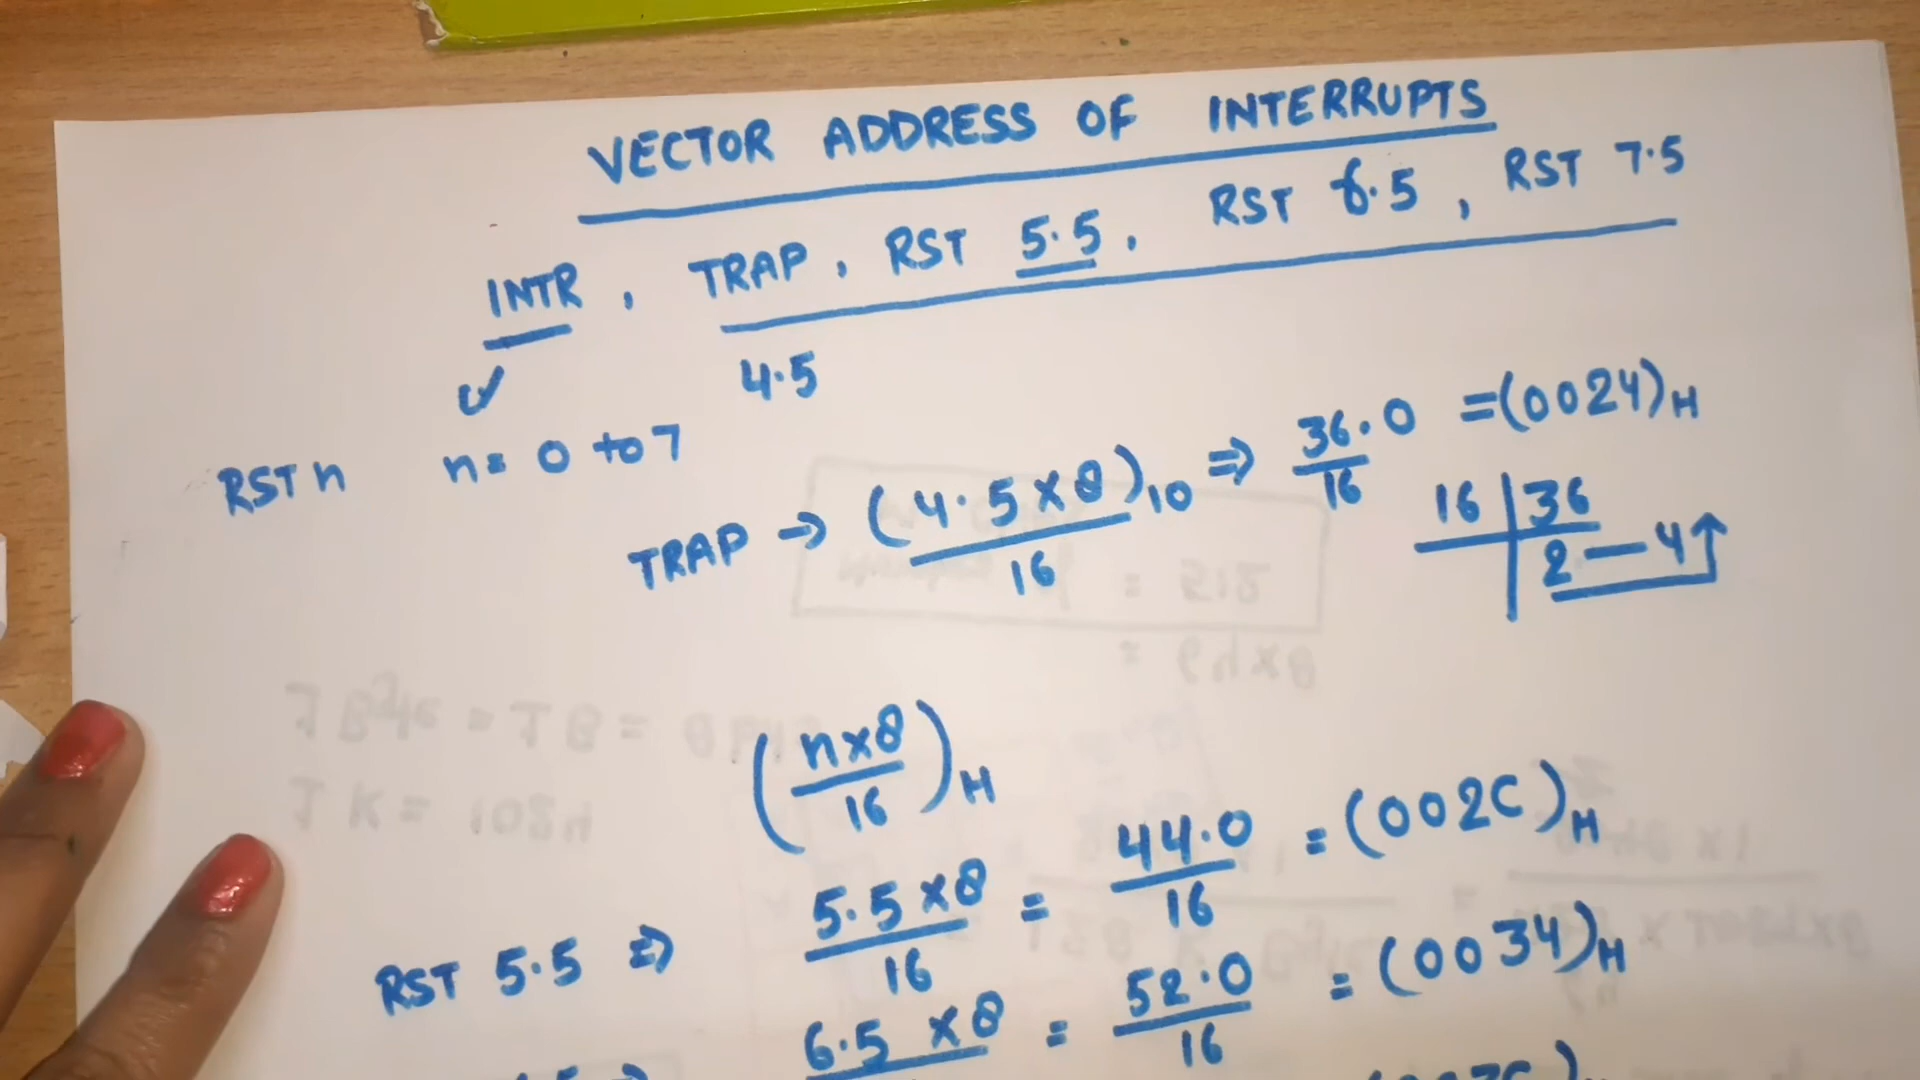 VECTOR ADDRESS OF INTERRUPTS
INTR, TRAP, RST 5.5, RST 6.5, RST 7.5
4.5
RST n n = 0 to 7
TRAP → (4.5 x 8)10 / 16 ⇒ 36.0 / 16 = (0024)H
16 | 36
2 — 4
(n x 8 / 16)H
RST 5.5 ⇒ 5.5 x 8 / 16 = 44.0 / 16 = (002C)H
6.5 x 8 = 52.0 / 16 = (0034)H